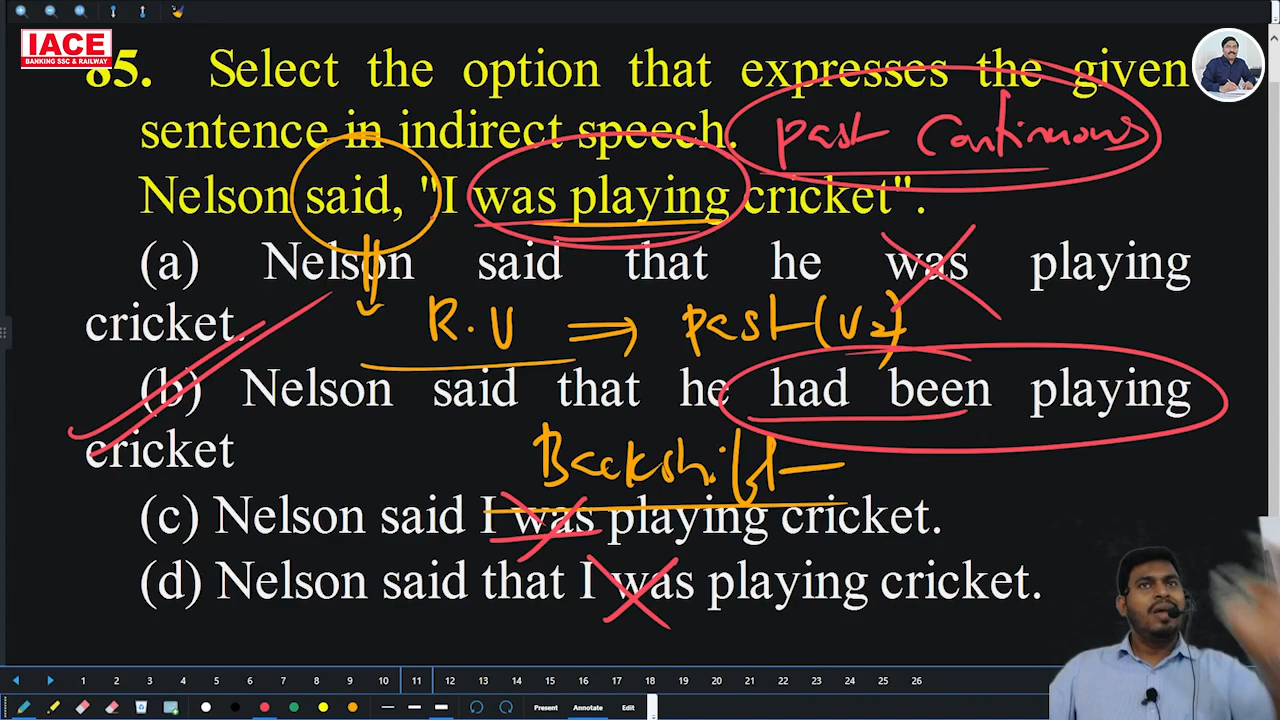 IACE
BANKING SSC & RAILWAY
85. Select the option that expresses the given
sentence in indirect speech.
past continuous
Nelson said, "I was playing cricket".
(a) Nelson said that he was playing
cricket.
R.V ⇒ past (V2)
(b) Nelson said that he had been playing
cricket
Backshift
(c) Nelson said I was playing cricket.
(d) Nelson said that I was playing cricket.
1 2 3 4 5 6 7 8 9 10 11 12 13 14 15 16 17 18 19 20 21 22 23 24 25 26
Present Annotate Edit